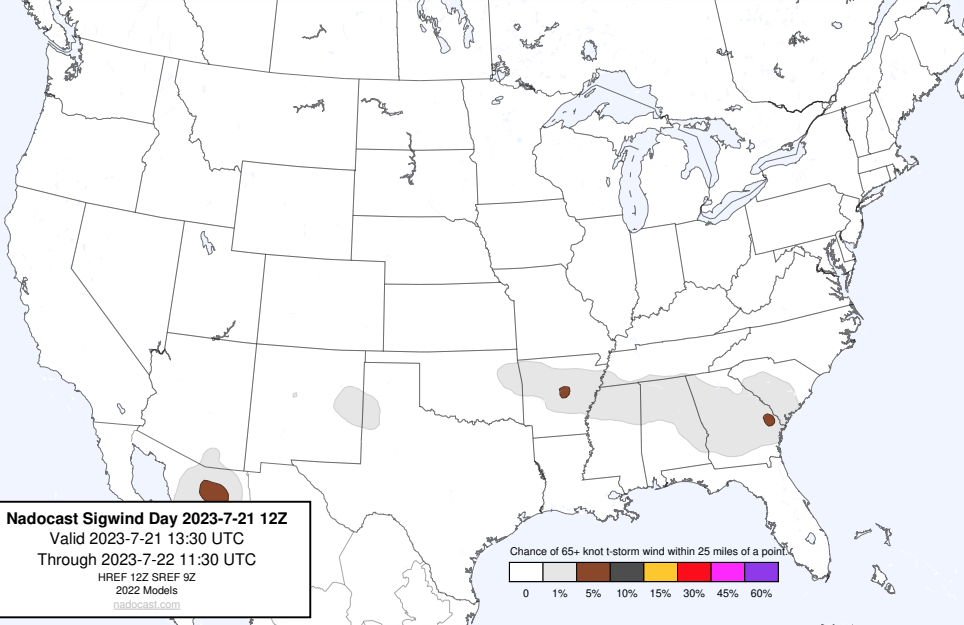 Nadocast Sigwind Day 2023-7-21 12Z
Valid 2023-7-21 13:30 UTC
Through 2023-7-22 11:30 UTC
HREF 12Z SREF 9Z
2022 Models
nadocast.com
Chance of 65+ knot t-storm wind within 25 miles of a point.
0 1% 5% 10% 15% 30% 45% 60%